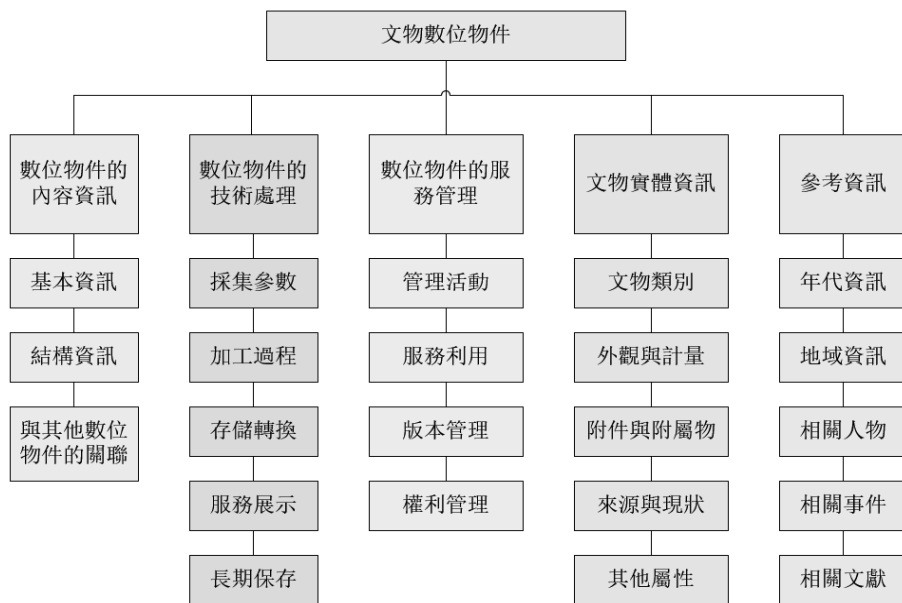 文物數位物件
數位物件的
內容資訊
基本資訊
結構資訊
與其他數位
物件的關聯
數位物件的
技術處理
採集參數
加工過程
存儲轉換
服務展示
長期保存
數位物件的服
務管理
管理活動
服務利用
版本管理
權利管理
文物實體資訊
文物類別
外觀與計量
附件與附屬物
來源與現狀
其他屬性
參考資訊
年代資訊
地域資訊
相關人物
相關事件
相關文獻